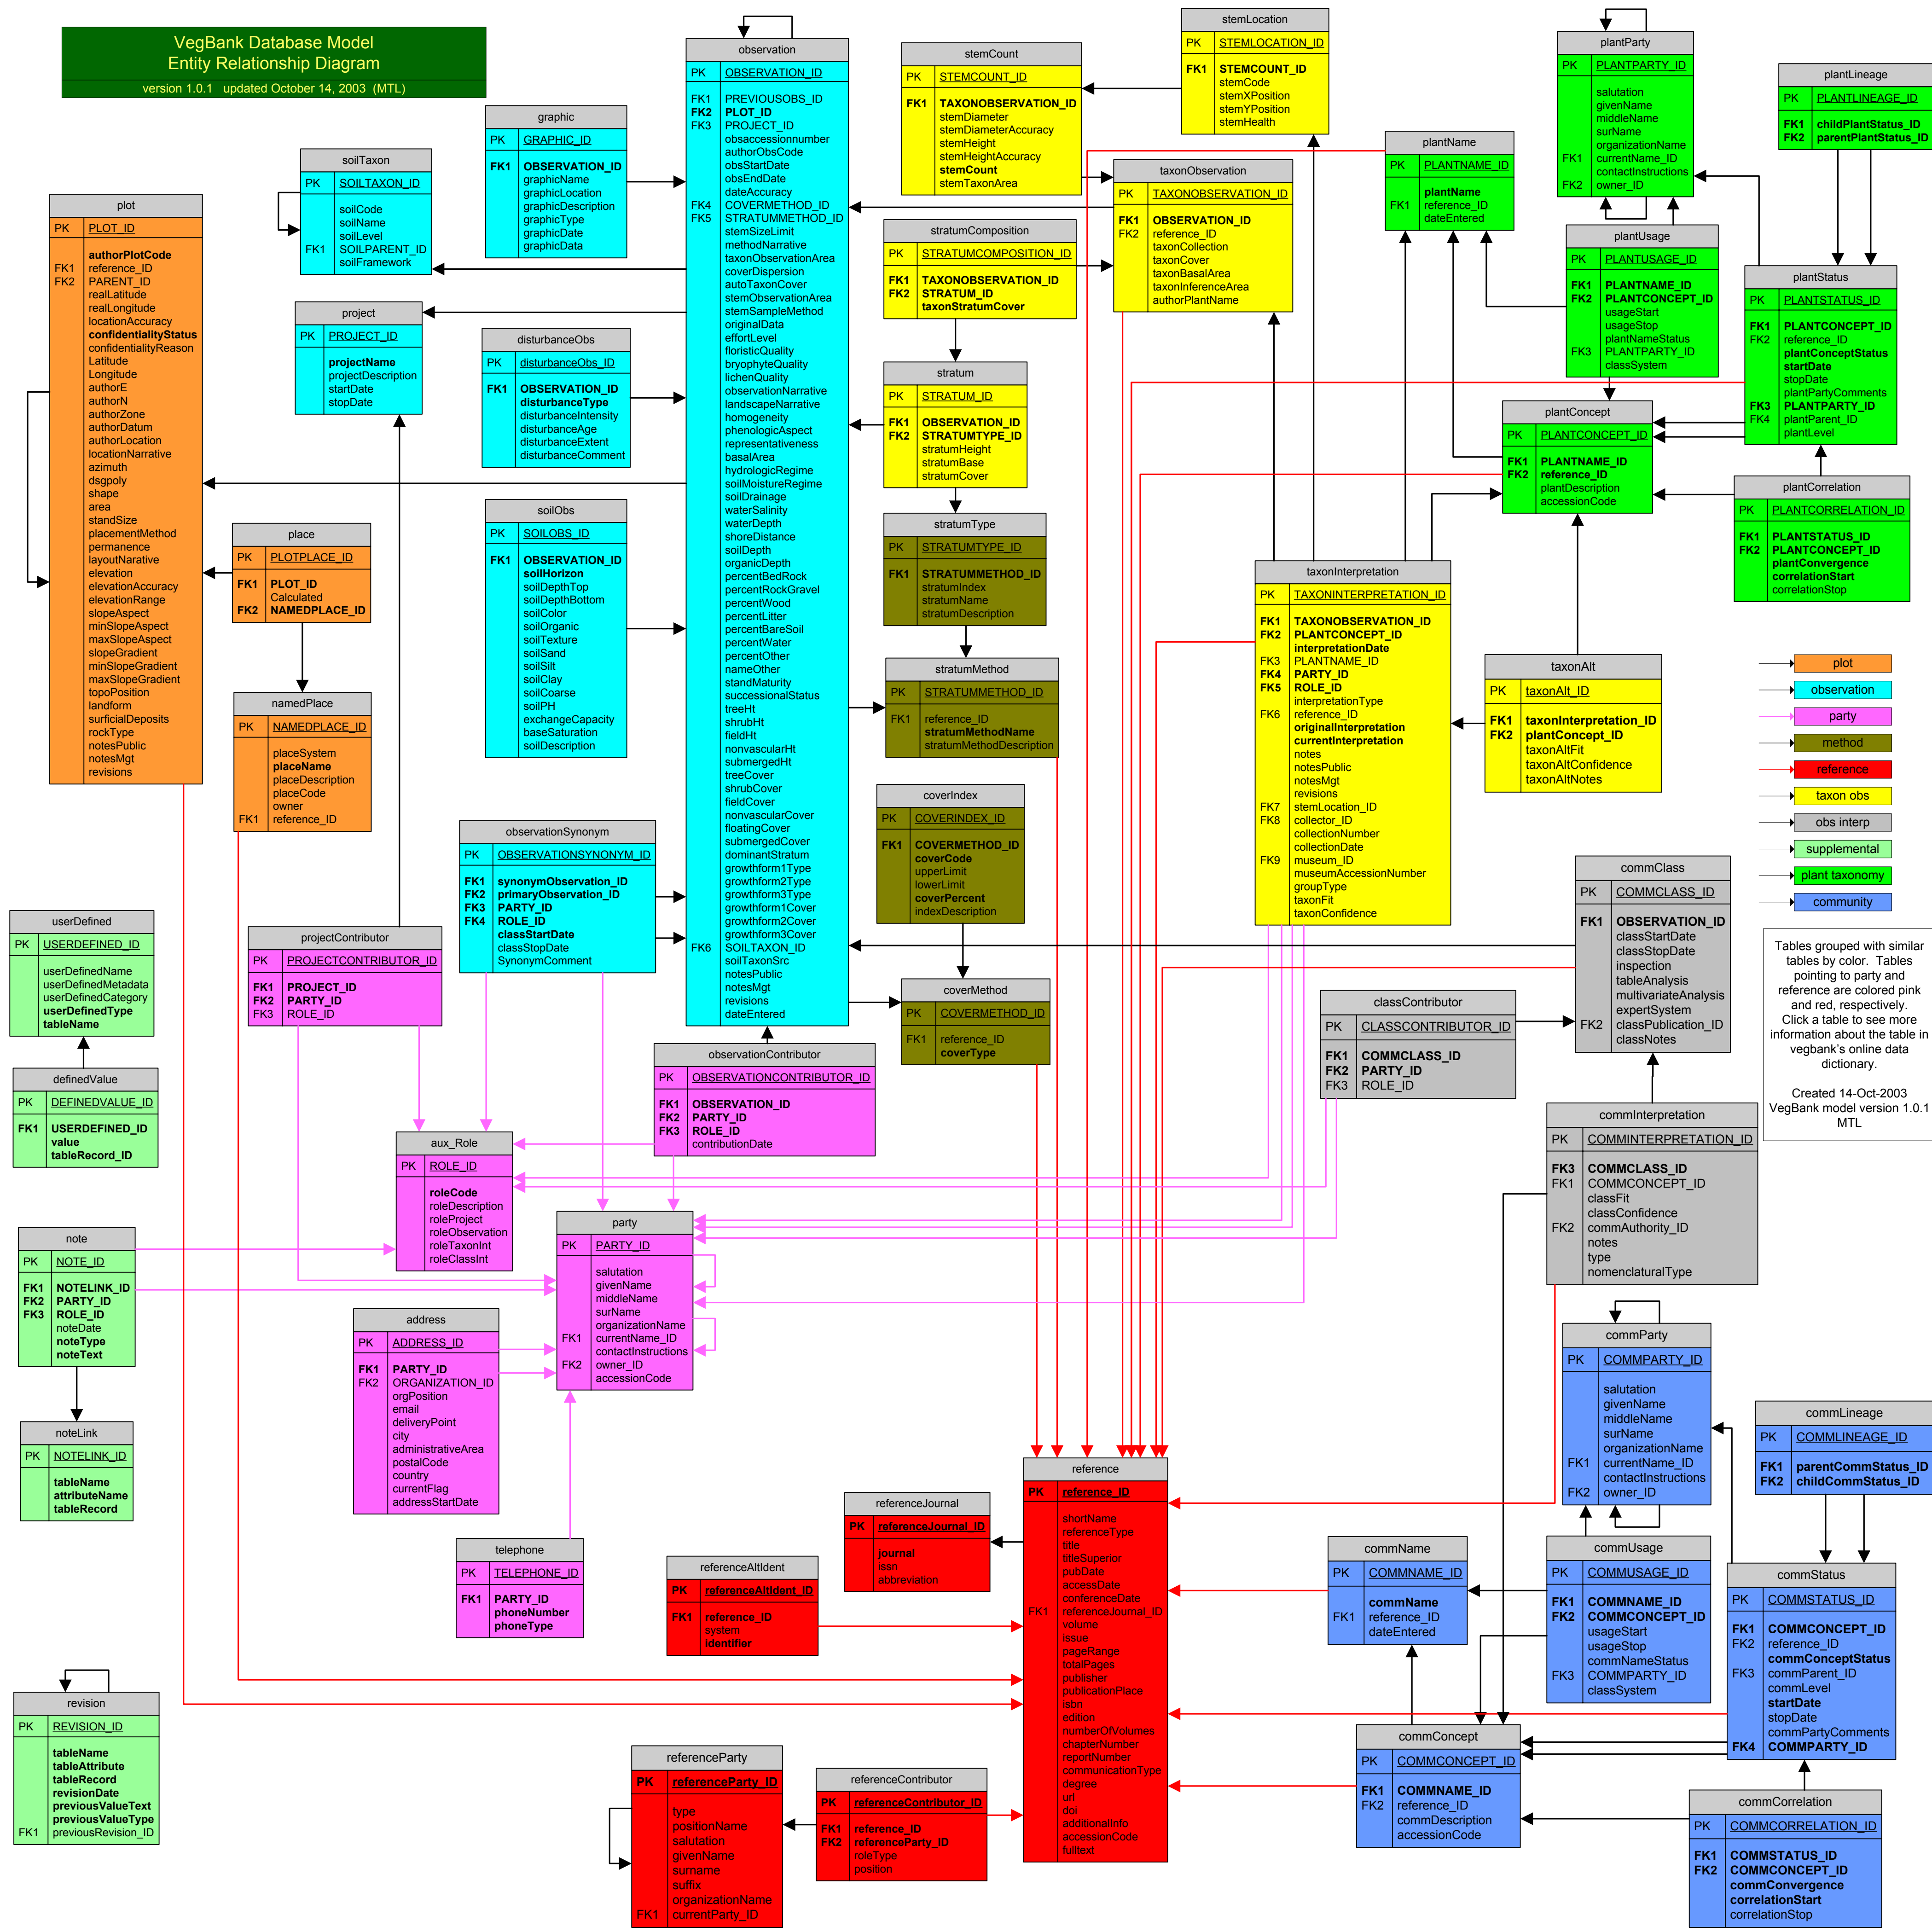 VegBank Database Model
Entity Relationship Diagram
version 1.0.1 updated October 14, 2003 (MTL)
plot
PK PLOT_ID
authorPlotCode
FK1 reference_ID
FK2 PARENT_ID
realLatitude
realLongitude
locationAccuracy
confidentialityStatus
confidentialityReason
Latitude
Longitude
authorE
authorN
authorZone
authorDatum
authorLocation
locationNarrative
azimuth
dsgpoly
shape
area
standSize
placementMethod
permanence
layoutNarative
elevation
elevationAccuracy
elevationRange
slopeAspect
minSlopeAspect
maxSlopeAspect
slopeGradient
minSlopeGradient
maxSlopeGradient
topoPosition
landform
surficialDeposits
rockType
notesPublic
notesMgt
revisions
soilTaxon
PK SOILTAXON_ID
soilCode
soilName
soilLevel
FK1 SOILPARENT_ID
soilFramework
project
PK PROJECT_ID
projectName
projectDescription
startDate
stopDate
place
PK PLOTPLACE_ID
FK1 PLOT_ID
Calculated
FK2 NAMEDPLACE_ID
namedPlace
PK NAMEDPLACE_ID
placeSystem
placeName
placeDescription
placeCode
owner
FK1 reference_ID
graphic
PK GRAPHIC_ID
FK1 OBSERVATION_ID
graphicName
graphicLocation
graphicDescription
graphicType
graphicDate
graphicData
disturbanceObs
PK disturbanceObs_ID
FK1 OBSERVATION_ID
disturbanceType
disturbanceIntensity
disturbanceAge
disturbanceExtent
disturbanceComment
soilObs
PK SOILOBS_ID
FK1 OBSERVATION_ID
soilHorizon
soilDepthTop
soilDepthBottom
soilColor
soilOrganic
soilTexture
soilSand
soilSilt
soilClay
soilCoarse
soilPH
exchangeCapacity
baseSaturation
soilDescription
observationSynonym
PK OBSERVATIONSYNONYM_ID
FK1 synonymObservation_ID
FK2 primaryObservation_ID
FK3 PARTY_ID
FK4 ROLE_ID
classStartDate
classStopDate
SynonymComment
observation
PK OBSERVATION_ID
FK1 PREVIOUSOBS_ID
FK2 PLOT_ID
FK3 PROJECT_ID
obsaccessionnumber
authorObsCode
obsStartDate
obsEndDate
dateAccuracy
FK4 COVERMETHOD_ID
FK5 STRATUMMETHOD_ID
stemSizeLimit
methodNarrative
taxonObservationArea
coverDispersion
autoTaxonCover
stemObservationArea
stemSampleMethod
originalData
effortLevel
floristicQuality
bryophyteQuality
lichenQuality
observationNarrative
landscapeNarrative
homogeneity
phenologicAspect
representativeness
basalArea
hydrologicRegime
soilMoistureRegime
soilDrainage
waterSalinity
waterDepth
shoreDistance
soilDepth
organicDepth
percentBedRock
percentRockGravel
percentWood
percentLitter
percentBareSoil
percentWater
percentOther
nameOther
standMaturity
successionalStatus
treeHt
shrubHt
fieldHt
nonvascularHt
submergedHt
treeCover
shrubCover
fieldCover
nonvascularCover
floatingCover
submergedCover
dominantStratum
growthform1Type
growthform2Type
growthform3Type
growthform1Cover
growthform2Cover
growthform3Cover
FK6 SOILTAXON_ID
soilTaxonSrc
notesPublic
notesMgt
revisions
dateEntered
stemCount
PK STEMCOUNT_ID
FK1 TAXONOBSERVATION_ID
stemDiameter
stemDiameterAccuracy
stemHeight
stemHeightAccuracy
stemCount
stemTaxonArea
stemLocation
PK STEMLOCATION_ID
FK1 STEMCOUNT_ID
stemCode
stemXPosition
stemYPosition
stemHealth
taxonObservation
PK TAXONOBSERVATION_ID
FK1 OBSERVATION_ID
FK2 reference_ID
taxonCollection
taxonCover
taxonBasalArea
taxonInferenceArea
authorPlantName
stratumComposition
PK STRATUMCOMPOSITION_ID
FK1 TAXONOBSERVATION_ID
FK2 STRATUM_ID
taxonStratumCover
stratum
PK STRATUM_ID
FK1 OBSERVATION_ID
FK2 STRATUMTYPE_ID
stratumHeight
stratumBase
stratumCover
stratumType
PK STRATUMTYPE_ID
FK1 STRATUMMETHOD_ID
stratumIndex
stratumName
stratumDescription
stratumMethod
PK STRATUMMETHOD_ID
FK1 reference_ID
stratumMethodName
stratumMethodDescription
coverIndex
PK COVERINDEX_ID
FK1 COVERMETHOD_ID
coverCode
upperLimit
lowerLimit
coverPercent
indexDescription
coverMethod
PK COVERMETHOD_ID
FK1 reference_ID
coverType
plantName
PK PLANTNAME_ID
plantName
FK1 reference_ID
dateEntered
plantParty
PK PLANTPARTY_ID
salutation
givenName
middleName
surName
organizationName
FK1 currentName_ID
contactInstructions
FK2 owner_ID
plantLineage
PK PLANTLINEAGE_ID
FK1 childPlantStatus_ID
FK2 parentPlantStatus_ID
plantUsage
PK PLANTUSAGE_ID
FK1 PLANTNAME_ID
FK2 PLANTCONCEPT_ID
usageStart
usageStop
plantNameStatus
FK3 PLANTPARTY_ID
classSystem
plantStatus
PK PLANTSTATUS_ID
FK1 PLANTCONCEPT_ID
FK2 reference_ID
plantConceptStatus
startDate
stopDate
plantPartyComments
FK3 PLANTPARTY_ID
FK4 plantParent_ID
plantLevel
plantConcept
PK PLANTCONCEPT_ID
FK1 PLANTNAME_ID
FK2 reference_ID
plantDescription
accessionCode
plantCorrelation
PK PLANTCORRELATION_ID
FK1 PLANTSTATUS_ID
FK2 PLANTCONCEPT_ID
plantConvergence
correlationStart
correlationStop
taxonInterpretation
PK TAXONINTERPRETATION_ID
FK1 TAXONOBSERVATION_ID
FK2 PLANTCONCEPT_ID
interpretationDate
FK3 PLANTNAME_ID
FK4 PARTY_ID
FK5 ROLE_ID
interpretationType
FK6 reference_ID
originalInterpretation
currentInterpretation
notes
notesPublic
notesMgt
revisions
FK7 stemLocation_ID
FK8 collector_ID
collectionNumber
collectionDate
FK9 museum_ID
museumAccessionNumber
groupType
taxonFit
taxonConfidence
taxonAlt
PK taxonAlt_ID
FK1 taxonInterpretation_ID
FK2 plantConcept_ID
taxonAltFit
taxonAltConfidence
taxonAltNotes
plot
observation
party
method
reference
taxon obs
obs interp
supplemental
plant taxonomy
community
Tables grouped with similar
tables by color. Tables
pointing to party and
reference are colored pink
and red, respectively.
Click a table to see more
information about the table in
vegbank's online data
dictionary.
Created 14-Oct-2003
VegBank model version 1.0.1
MTL
commClass
PK COMMCLASS_ID
FK1 OBSERVATION_ID
classStartDate
classStopDate
inspection
tableAnalysis
multivariateAnalysis
expertSystem
FK2 classPublication_ID
classNotes
classContributor
PK CLASSCONTRIBUTOR_ID
FK1 COMMCLASS_ID
FK2 PARTY_ID
FK3 ROLE_ID
commInterpretation
PK COMMINTERPRETATION_ID
FK3 COMMCLASS_ID
FK1 COMMCONCEPT_ID
classFit
classConfidence
FK2 commAuthority_ID
notes
type
nomenclaturalType
userDefined
PK USERDEFINED_ID
userDefinedName
userDefinedMetadata
userDefinedCategory
userDefinedType
tableName
definedValue
PK DEFINEDVALUE_ID
FK1 USERDEFINED_ID
value
tableRecord_ID
projectContributor
PK PROJECTCONTRIBUTOR_ID
FK1 PROJECT_ID
FK2 PARTY_ID
FK3 ROLE_ID
observationContributor
PK OBSERVATIONCONTRIBUTOR_ID
FK1 OBSERVATION_ID
FK2 PARTY_ID
FK3 ROLE_ID
contributionDate
aux_Role
PK ROLE_ID
roleCode
roleDescription
roleProject
roleObservation
roleTaxonInt
roleClassInt
party
PK PARTY_ID
salutation
givenName
middleName
surName
organizationName
FK1 currentName_ID
contactInstructions
FK2 owner_ID
accessionCode
note
PK NOTE_ID
FK1 NOTELINK_ID
FK2 PARTY_ID
FK3 ROLE_ID
noteDate
noteType
noteText
noteLink
PK NOTELINK_ID
tableName
attributeName
tableRecord
address
PK ADDRESS_ID
FK1 PARTY_ID
FK2 ORGANIZATION_ID
orgPosition
email
deliveryPoint
city
administrativeArea
postalCode
country
currentFlag
addressStartDate
telephone
PK TELEPHONE_ID
FK1 PARTY_ID
phoneNumber
phoneType
revision
PK REVISION_ID
tableName
tableAttribute
tableRecord
revisionDate
previousValueText
previousValueType
FK1 previousRevision_ID
referenceJournal
PK referenceJournal_ID
journal
issn
abbreviation
referenceAltIdent
PK referenceAltIdent_ID
FK1 reference_ID
system
identifier
referenceParty
PK referenceParty_ID
type
positionName
salutation
givenName
surname
suffix
organizationName
FK1 currentParty_ID
referenceContributor
PK referenceContributor_ID
FK1 reference_ID
FK2 referenceParty_ID
roleType
position
reference
PK reference_ID
shortName
referenceType
title
titleSuperior
pubDate
accessDate
conferenceDate
FK1 referenceJournal_ID
volume
issue
pageRange
totalPages
publisher
publicationPlace
isbn
edition
numberOfVolumes
chapterNumber
reportNumber
communicationType
degree
url
doi
additionalInfo
accessionCode
fulltext
commParty
PK COMMPARTY_ID
salutation
givenName
middleName
surName
organizationName
FK1 currentName_ID
contactInstructions
FK2 owner_ID
commLineage
PK COMMLINEAGE_ID
FK1 parentCommStatus_ID
FK2 childCommStatus_ID
commName
PK COMMNAME_ID
commName
FK1 reference_ID
dateEntered
commUsage
PK COMMUSAGE_ID
FK1 COMMNAME_ID
FK2 COMMCONCEPT_ID
usageStart
usageStop
commNameStatus
FK3 COMMPARTY_ID
classSystem
commStatus
PK COMMSTATUS_ID
FK1 COMMCONCEPT_ID
FK2 reference_ID
commConceptStatus
FK3 commParent_ID
commLevel
startDate
stopDate
commPartyComments
FK4 COMMPARTY_ID
commConcept
PK COMMCONCEPT_ID
FK1 COMMNAME_ID
FK2 reference_ID
commDescription
accessionCode
commCorrelation
PK COMMCORRELATION_ID
FK1 COMMSTATUS_ID
FK2 COMMCONCEPT_ID
commConvergence
correlationStart
correlationStop